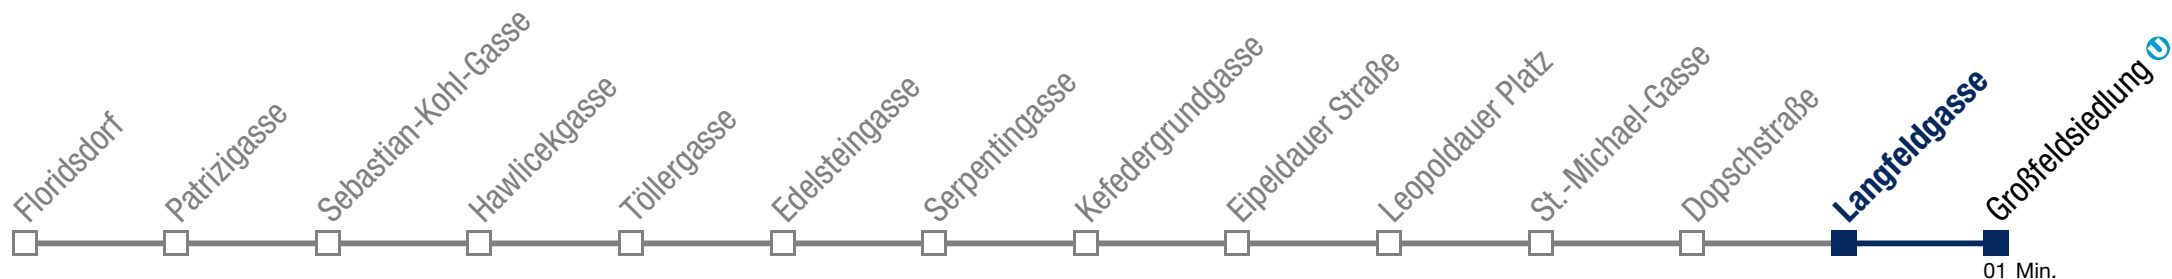 Floridsdorf
Patrizigasse
Sebastian-Kohl-Gasse
Hawlicekgasse
Töllergasse
Edelsteingasse
Serpentingasse
Kefedergrundgasse
Eipeldauer Straße
Leopoldauer Platz
St.-Michael-Gasse
Dopschstraße
Langfeldgasse
Großfeldsiedlung U
01 Min.